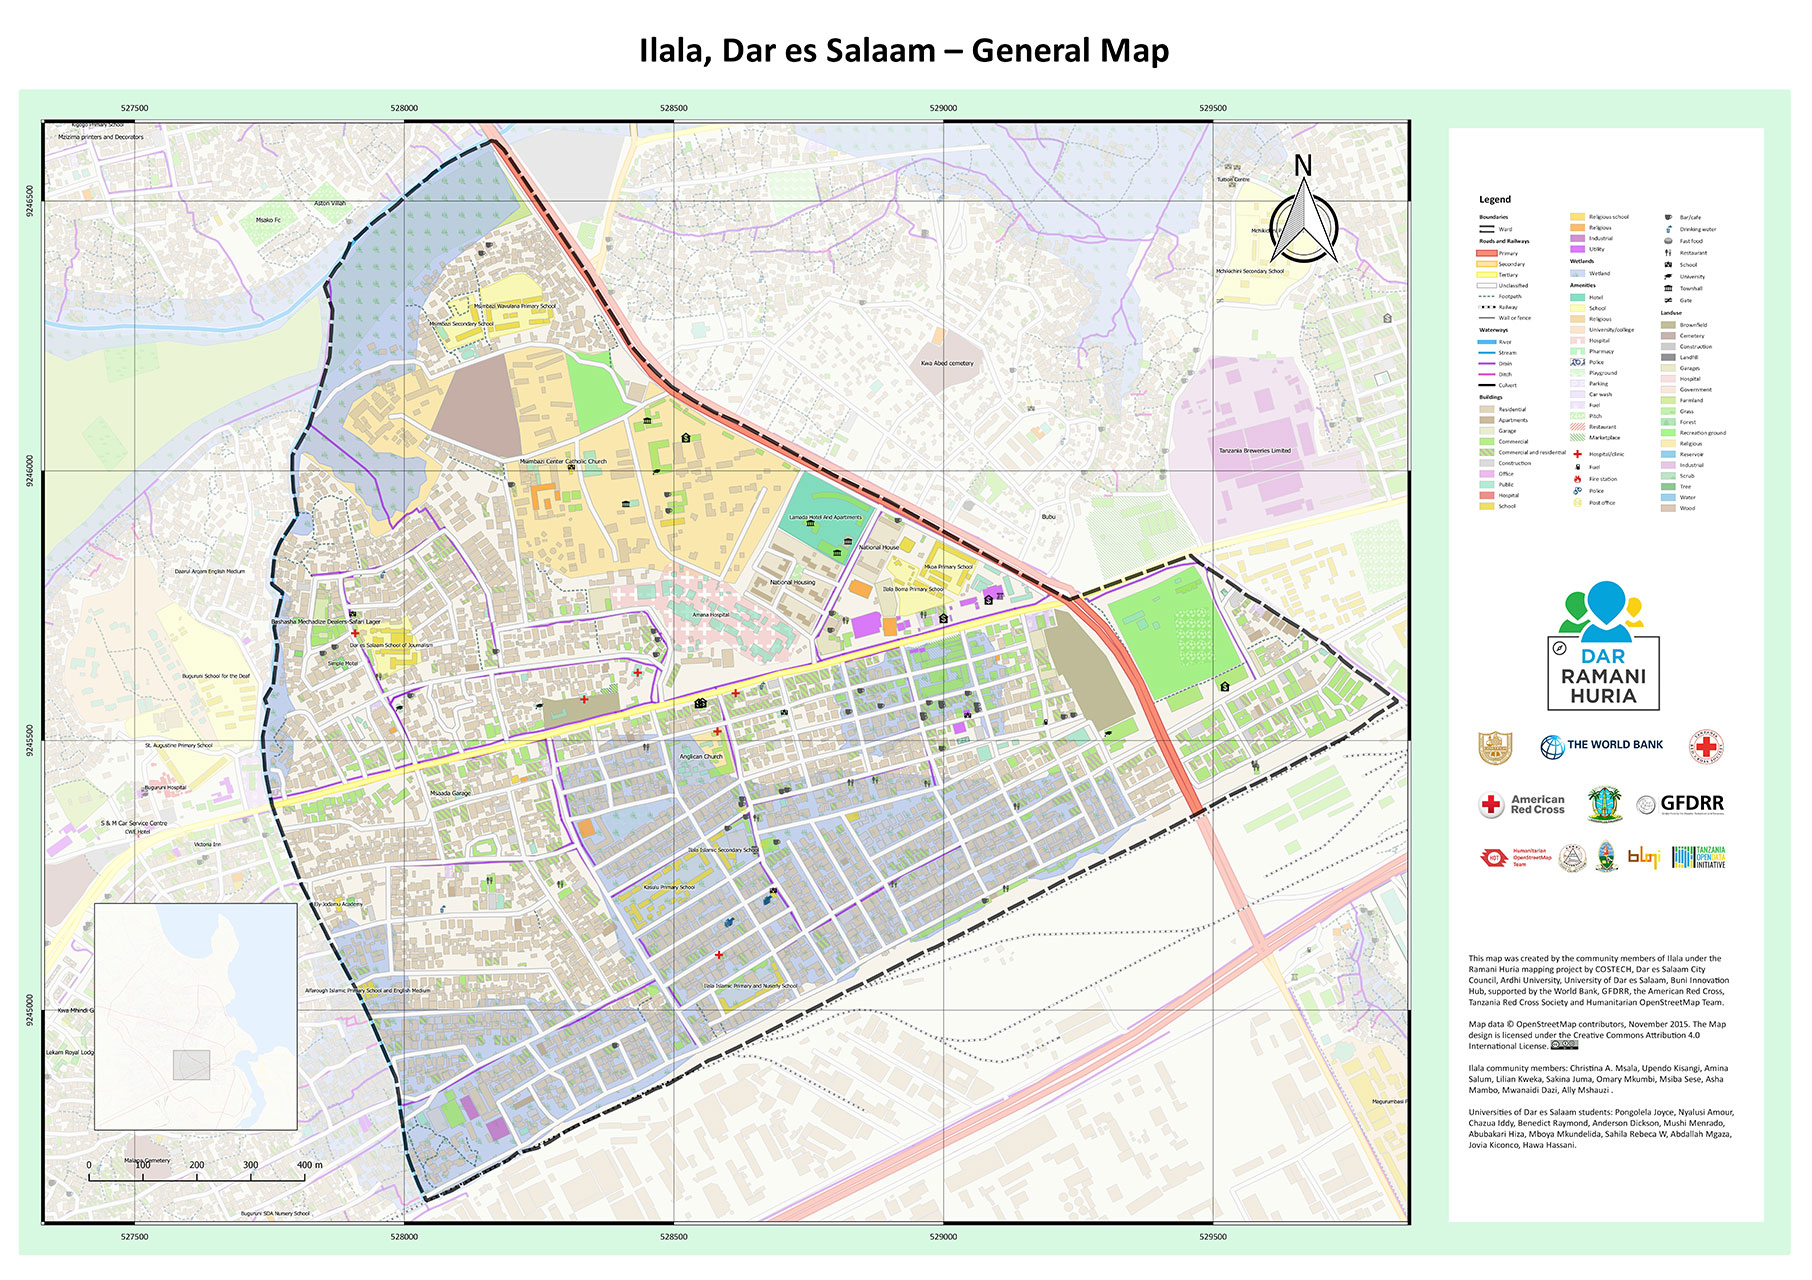 Ilala, Dar es Salaam – General Map
527500
528000
528500
529000
529500
9246500
9246000
9245500
9245000
Kigogo Primary School
Mzizima printers and Decorators
Aston Villah
Msako Fc
N
Tuition Centre
Mchikichini Secondary School
Msimbazi Wavulana Primary School
Msimbazi Secondary School
Kwa Abed cemetery
Tanzania Breweries Limited
Msimbazi Center Catholic Church
Lamada Hotel And Apartments
Bubu
National House
Mkoa Primary School
National Housing
Ilala Boma Primary School
Daarul Arqam English Medium
Amana Hospital
Bashasha Mechadize Dealers-Safari Lager
Dar es Salaam School of Journalism
Simple Motel
Buguruni School for the Deaf
St. Augustine Primary School
Anglican Church
Buguruni Hospital
Msaada Garage
S & M Car Service Centre
CWE Hotel
Victoria Inn
Ilala Islamic Secondary School
Kasulu Primary School
Ely-Jodamu Academy
Alfarough Islamic Primary School and English Medium
Ilala Islamic Primary and Nusery School
Kwa Mhindi G
Lekam Royal Lodge
Magurumbasi P
Malapa Cemetery
0 100 200 300 400 m
Buguruni SDA Nursery School
527500
528000
528500
529000
529500
Legend
Boundaries
Ward
Roads and Railways
Primary
Secondary
Tertiary
Unclassified
Footpath
Railway
Wall or fence
Waterways
River
Stream
Drain
Ditch
Culvert
Buildings
Residential
Apartments
Garage
Commercial
Commercial and residential
Construction
Office
Public
Hospital
School
Religious school
Religious
Industrial
Utility
Wetlands
Wetland
Amenities
Hotel
School
Religious
University/college
Hospital
Pharmacy
Police
Playground
Parking
Car wash
Fuel
Pitch
Restaurant
Marketplace
Hospital/clinic
Fuel
Fire station
Police
Post office
Bar/cafe
Drinking water
Fast food
Restaurant
School
University
Townhall
Gate
Landuse
Brownfield
Cemetery
Construction
Landfill
Garages
Hospital
Government
Farmland
Grass
Forest
Recreation ground
Religious
Reservoir
Industrial
Scrub
Tree
Water
Wood
DAR
RAMANI
HURIA
THE WORLD BANK
American
Red Cross
GFDRR
HOT
Humanitarian
OpenStreetMap
Team
TANZANIA
OPEN DATA
INITIATIVE
This map was created by the community members of Ilala under the
Ramani Huria mapping project by COSTECH, Dar es Salaam City
Council, Ardhi University, University of Dar es Salaam, Buni Innovation
Hub, supported by the World Bank, GFDRR, the American Red Cross,
Tanzania Red Cross Society and Humanitarian OpenStreetMap Team.
Map data © OpenStreetMap contributors, November 2015. The Map
design is licensed under the Creative Commons Attribution 4.0
International License.
Ilala community members: Christina A. Msala, Upendo Kisangi, Amina
Salum, Lilian Kweka, Sakina Juma, Omary Mkumbi, Msiba Sese, Asha
Mambo, Mwanaidi Dazi, Ally Mshauzi .
Universities of Dar es Salaam students: Pongolela Joyce, Nyalusi Amour,
Chazua Iddy, Benedict Raymond, Anderson Dickson, Mushi Menrado,
Abubakari Hiza, Mboya Mkundelida, Sahila Rebeca W, Abdallah Mgaza,
Jovia Kiconco, Hawa Hassani.